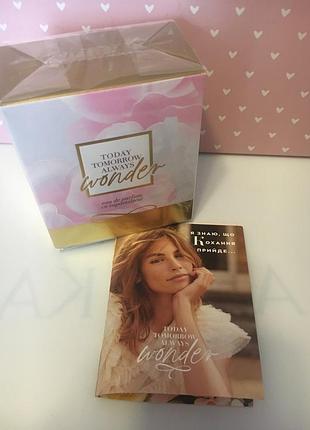 TODAY
TOMORROW
ALWAYS
wonder
eau de parfum
Я ЗНАЮ, ЩО
КОХАННЯ
ПРИЙДЕ...
TODAY
TOMORROW
ALWAYS
wonder